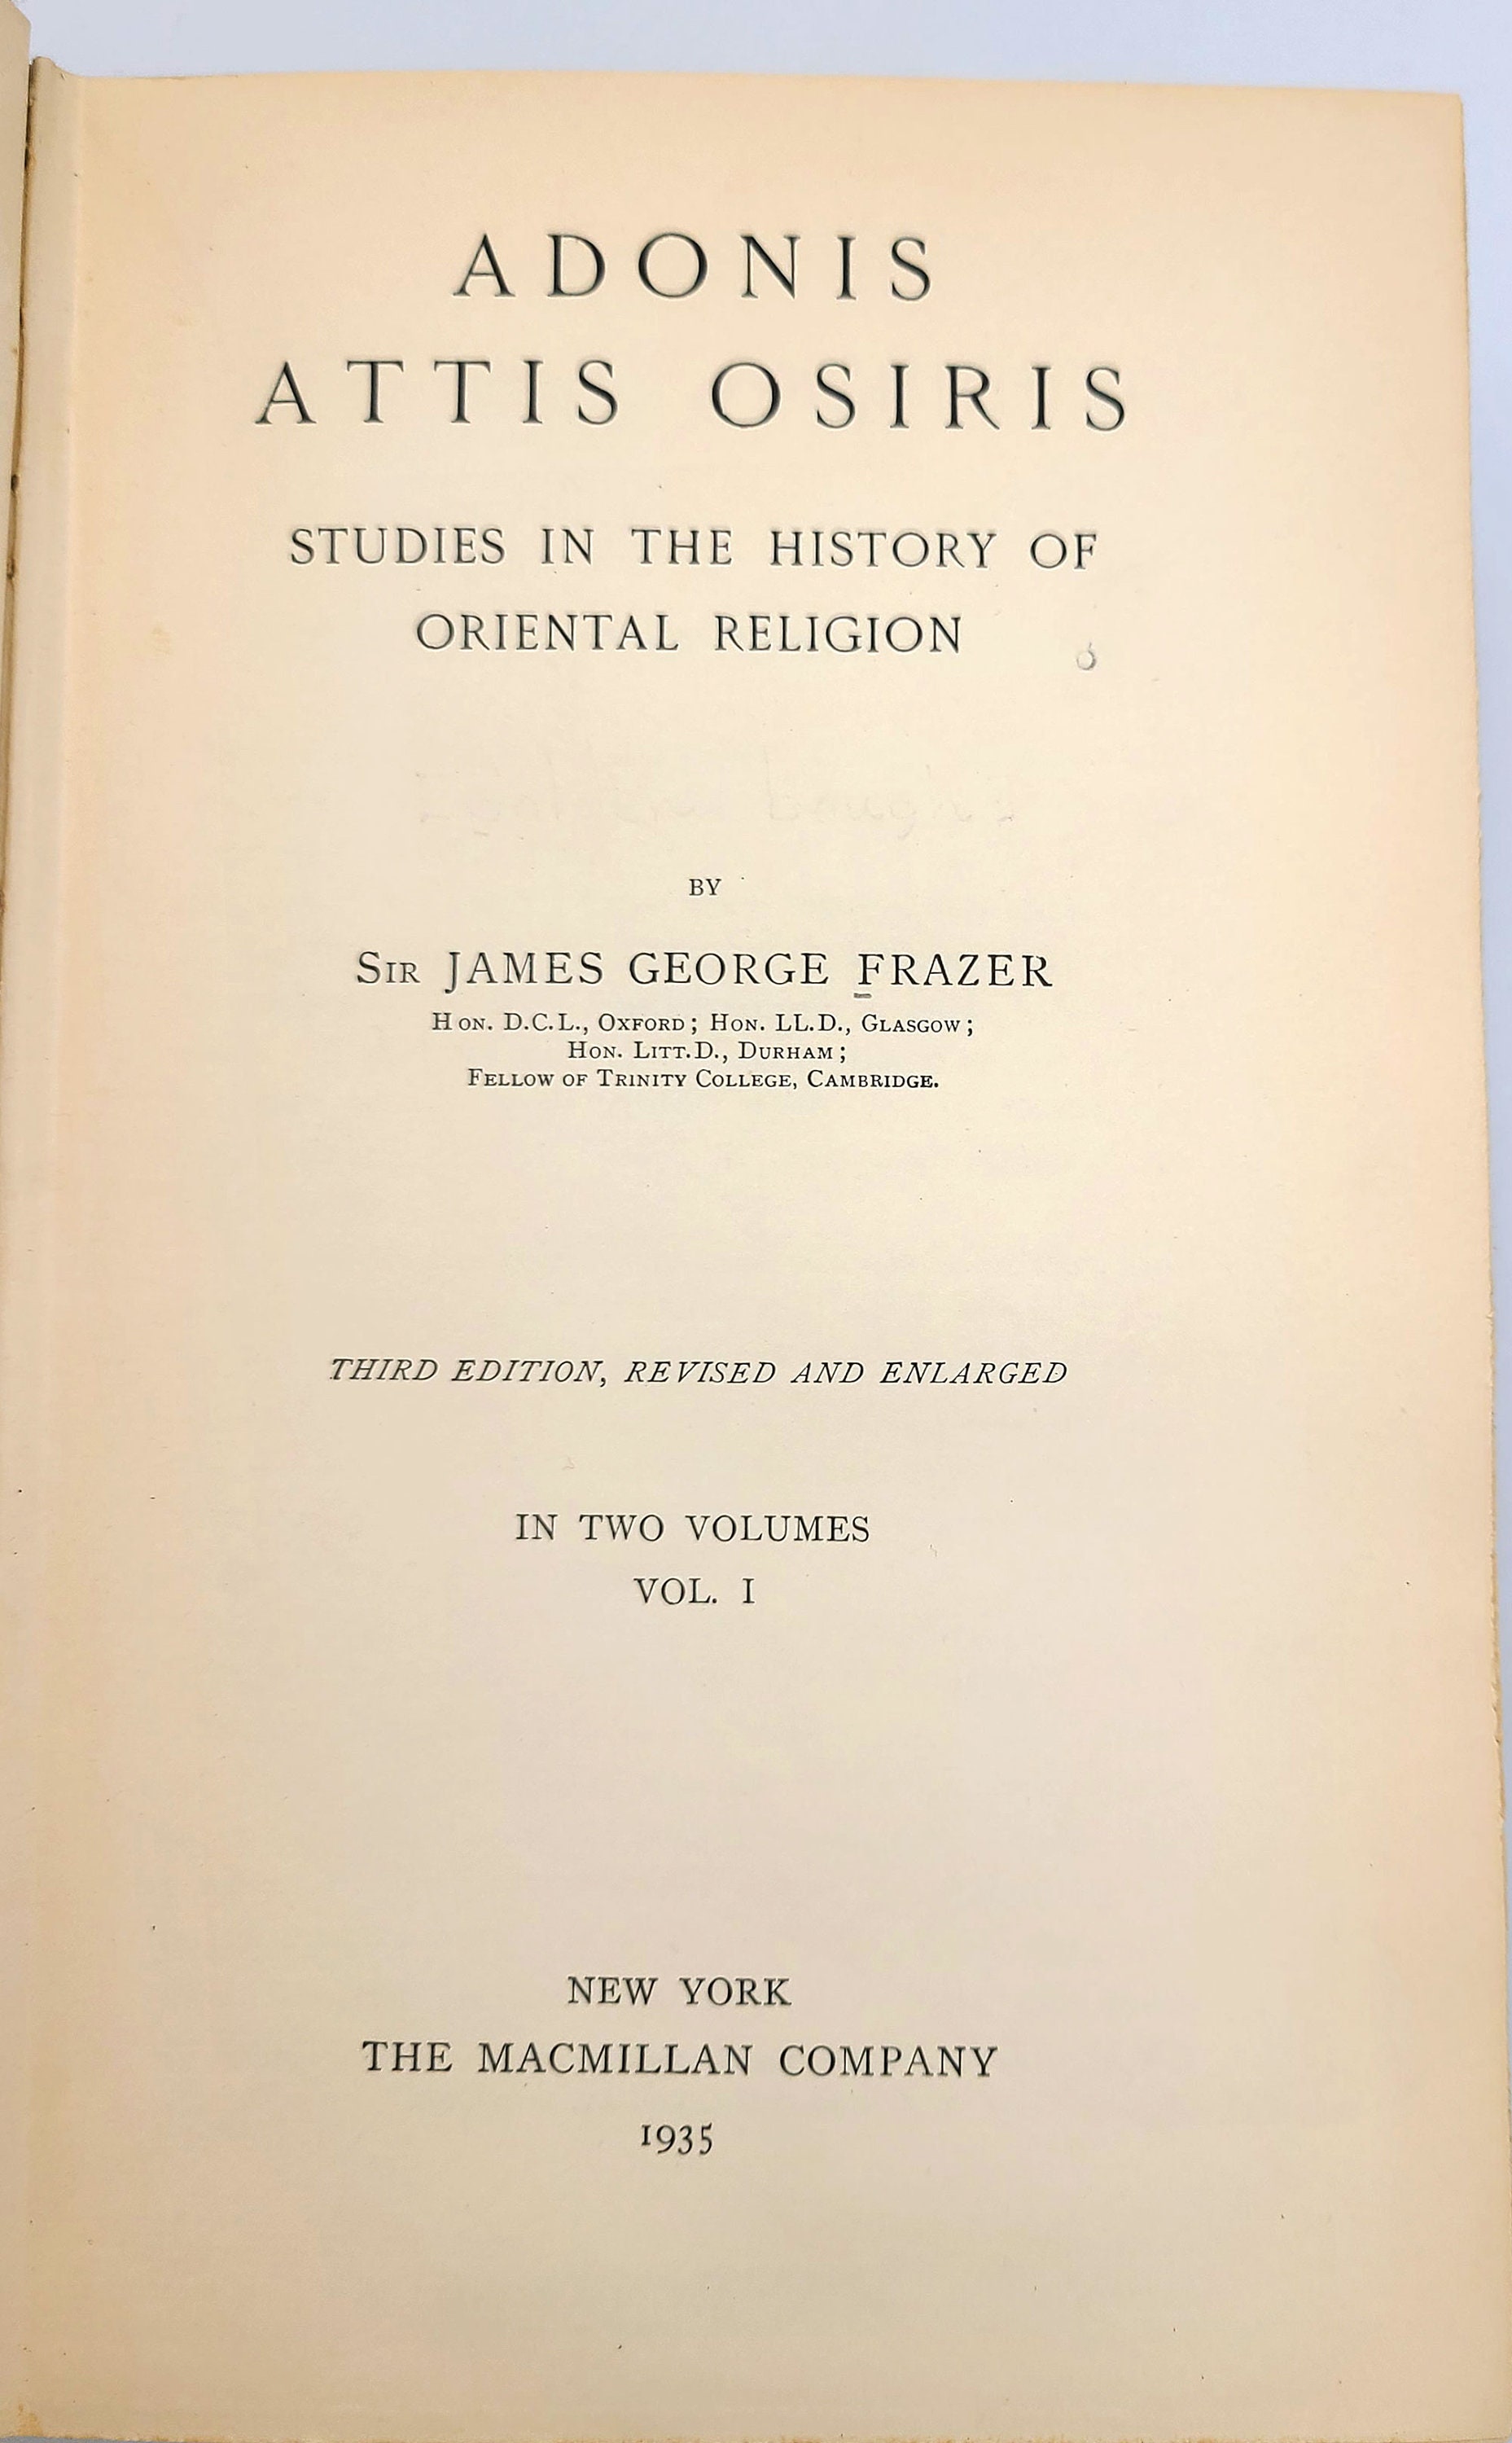 ADONIS
ATTIS OSIRIS
STUDIES IN THE HISTORY OF
ORIENTAL RELIGION
BY
SIR JAMES GEORGE FRAZER
HON. D.C.L., OXFORD; HON. LL.D., GLASGOW;
HON. LITT.D., DURHAM;
FELLOW OF TRINITY COLLEGE, CAMBRIDGE.
THIRD EDITION, REVISED AND ENLARGED
IN TWO VOLUMES
VOL. I
NEW YORK
THE MACMILLAN COMPANY
1935